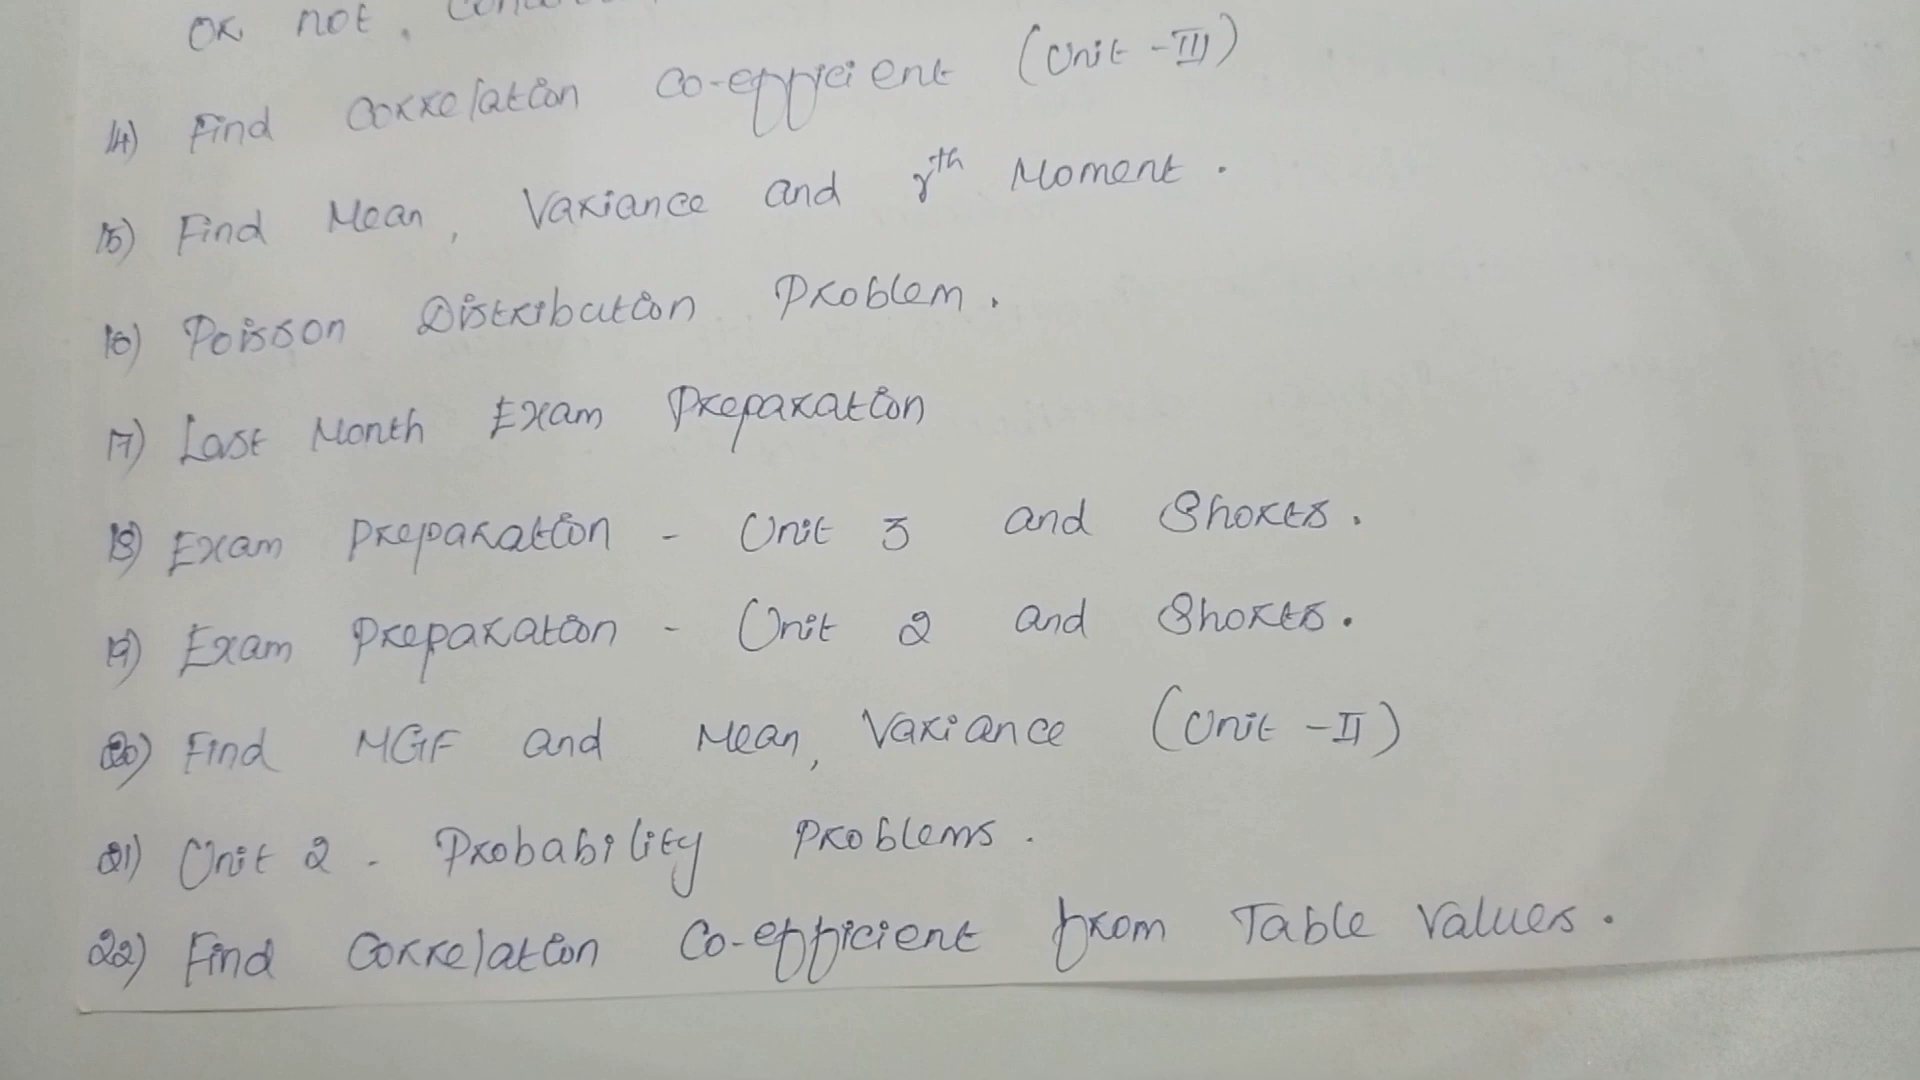 or not.
14) Find Correlation Co-efficient (Unit -III)
15) Find Mean, Variance and rth Moment.
16) Poisson Distribution Problem.
17) Last Month Exam Preparation
18) Exam Preparation - Unit 3 and Shorts.
19) Exam Preparation - Unit 2 and Shorts.
20) Find MGF and Mean, Variance (Unit -II)
21) Unit 2 - Probability Problems.
22) Find Correlation Co-efficient from Table Values.